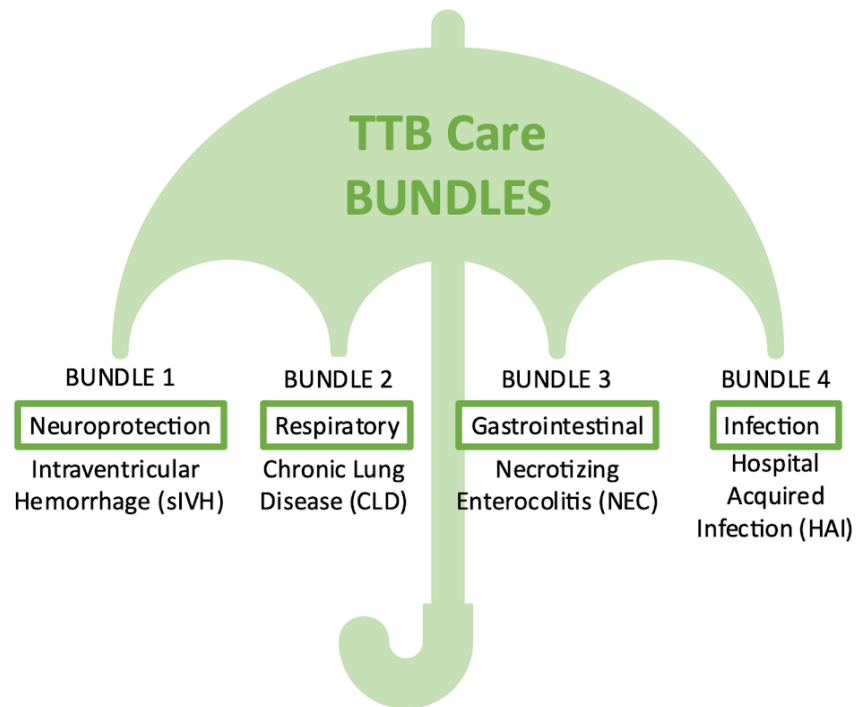 TTB Care
BUNDLES
BUNDLE 1
Neuroprotection
Intraventricular
Hemorrhage (sIVH)
BUNDLE 2
Respiratory
Chronic Lung
Disease (CLD)
BUNDLE 3
Gastrointestinal
Necrotizing
Enterocolitis (NEC)
BUNDLE 4
Infection
Hospital
Acquired
Infection (HAI)